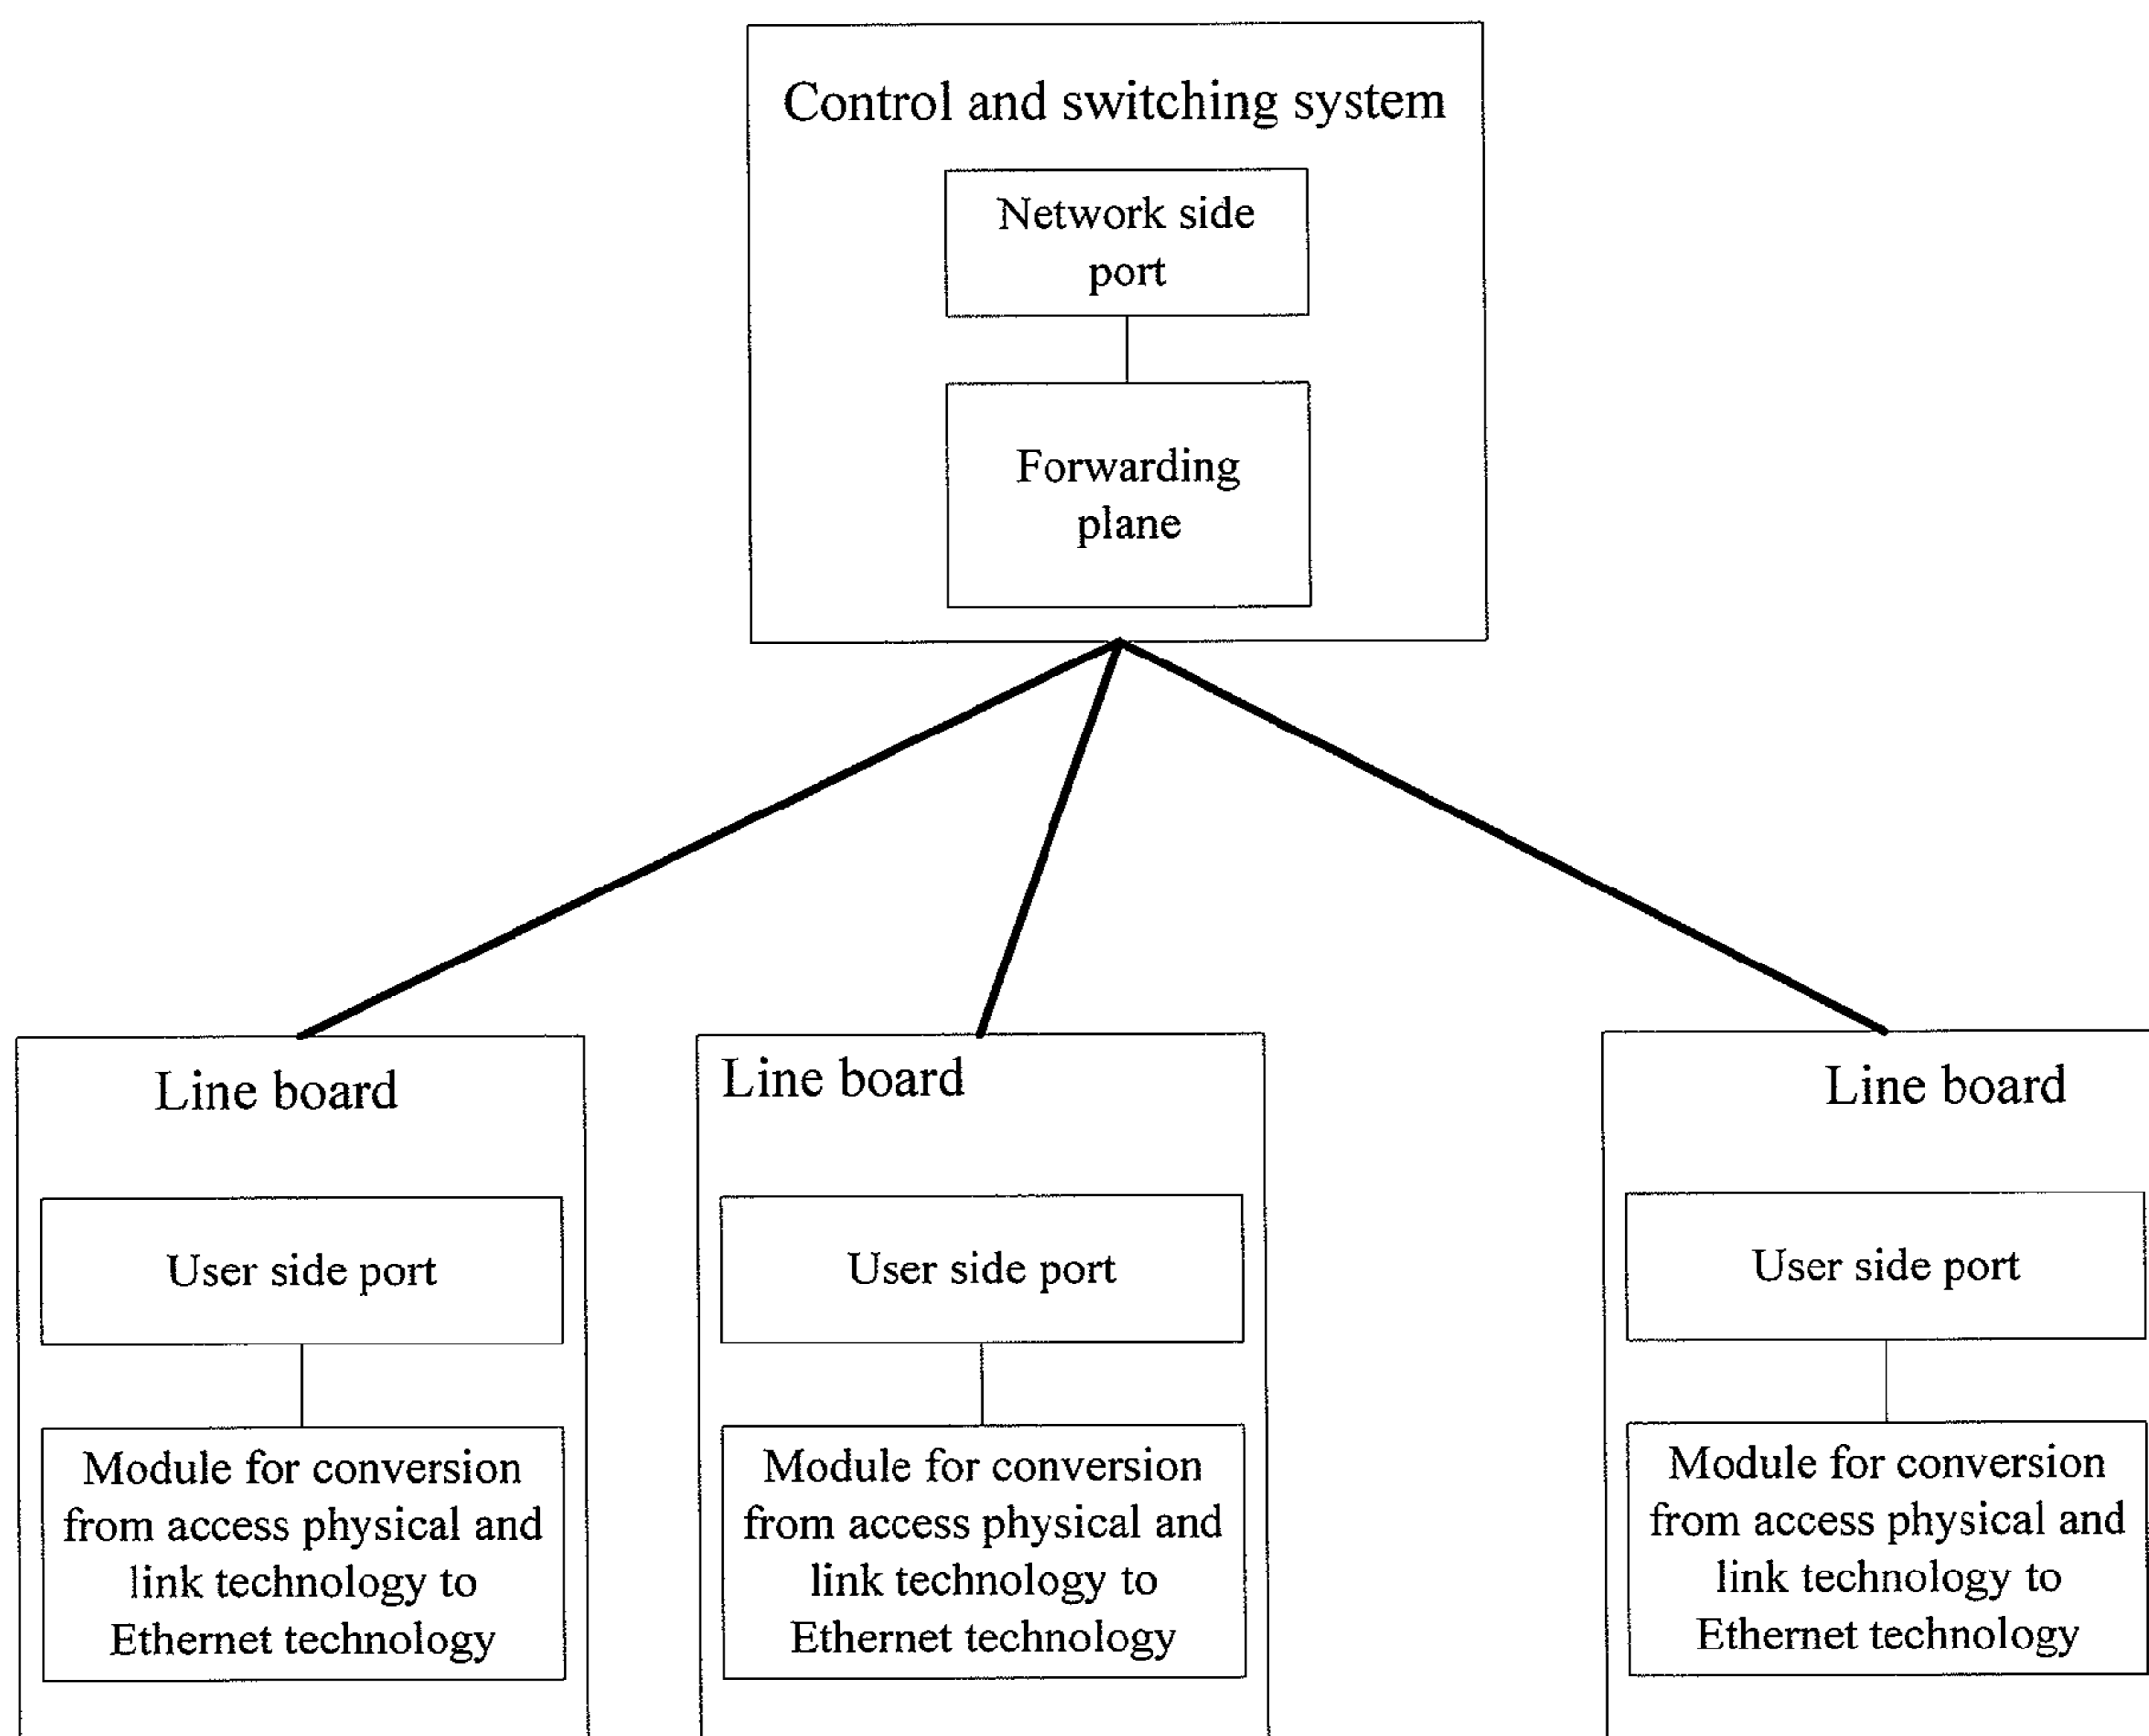 Control and switching system
Network side
port
Forwarding
plane
Line board
User side port
Module for conversion
from access physical and
link technology to
Ethernet technology
Line board
User side port
Module for conversion
from access physical and
link technology to
Ethernet technology
Line board
User side port
Module for conversion
from access physical and
link technology to
Ethernet technology